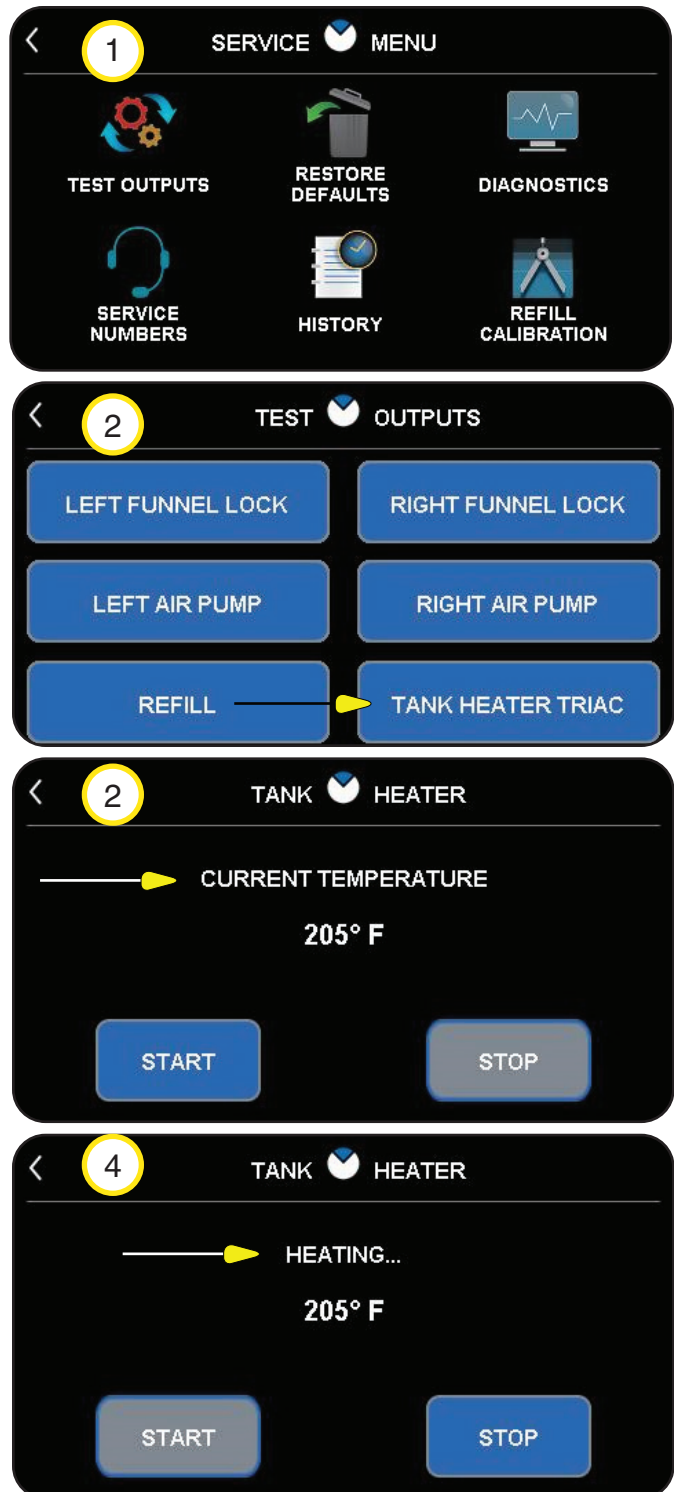 1
SERVICE MENU
TEST OUTPUTS
RESTORE
DEFAULTS
DIAGNOSTICS
SERVICE
NUMBERS
HISTORY
REFILL
CALIBRATION
2
TEST OUTPUTS
LEFT FUNNEL LOCK
RIGHT FUNNEL LOCK
LEFT AIR PUMP
RIGHT AIR PUMP
REFILL
TANK HEATER TRIAC
2
TANK HEATER
CURRENT TEMPERATURE
205° F
START
STOP
4
TANK HEATER
HEATING...
205° F
START
STOP